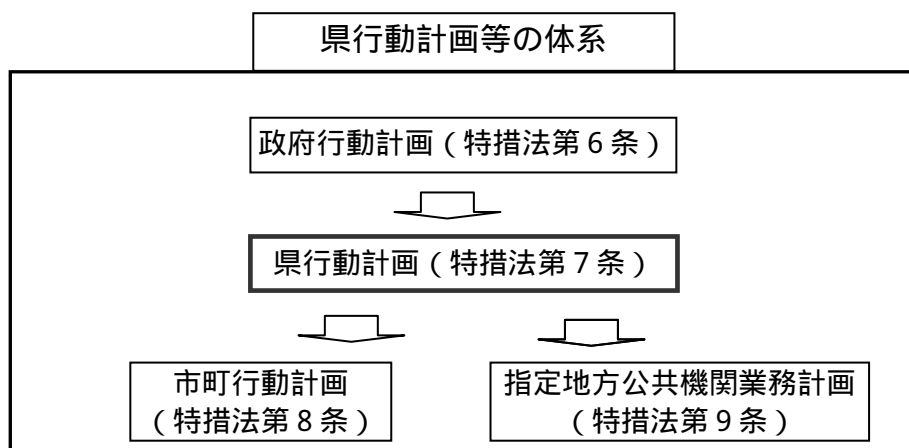 県行動計画等の体系
政府行動計画（特措法第６条）
県行動計画（特措法第７条）
市町行動計画
（特措法第８条）
指定地方公共機関業務計画
（特措法第９条）